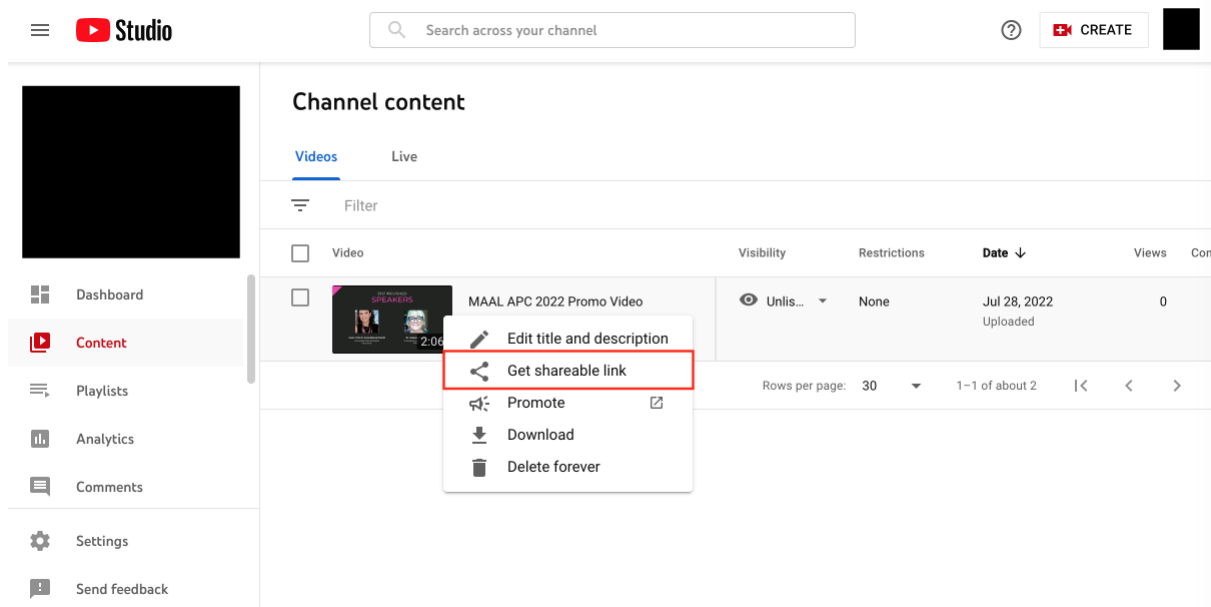 Studio
Search across your channel
CREATE
Channel content
Videos
Live
Filter
Video
Visibility
Restrictions
Date
Views
Con
SPEAKERS
2:06
MAAL APC 2022 Promo Video
Unlis...
None
Jul 28, 2022
Uploaded
0
Edit title and description
Get shareable link
Promote
Download
Delete forever
Rows per page:
30
1–1 of about 2
Dashboard
Content
Playlists
Analytics
Comments
Settings
Send feedback